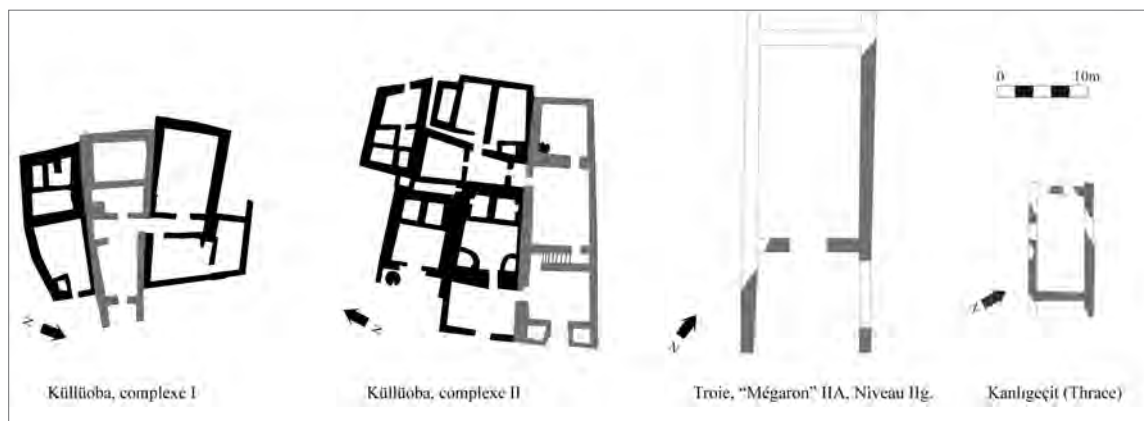 0 10m
N
N
N
N
Küllüoba, complexe I
Küllüoba, complexe II
Troie, “Mégaron” IIA, Niveau IIg.
Kanlıgeçit (Thrace)